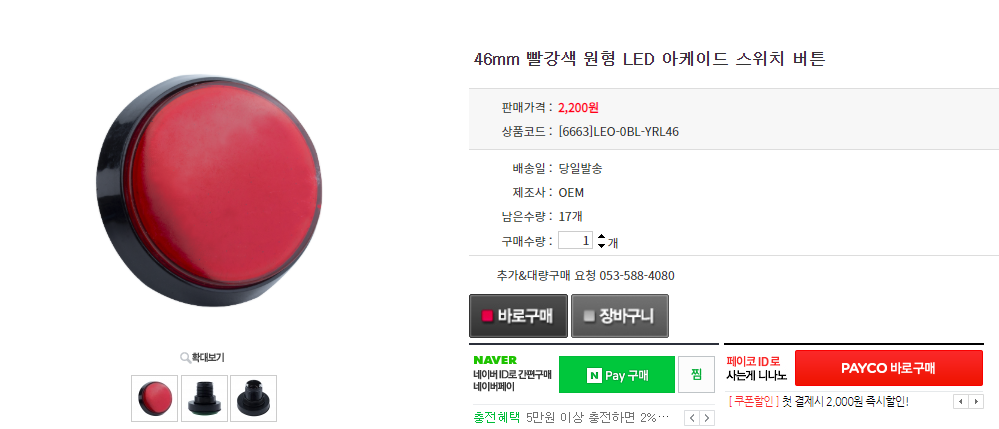 46mm 빨강색 원형 LED 아케이드 스위치 버튼
판매가격 : 2,200원
상품코드 : [6663]LEO-0BL-YRL46
배송일 : 당일발송
제조사 : OEM
남은수량 : 17개
구매수량 : 1 개
추가&대량구매 요청 053-588-4080
바로구매 장바구니
확대보기
NAVER
네이버 ID로 간편구매
네이버페이
N Pay 구매 찜
충전혜택 5만원 이상 충전하면 2%···
페이코 ID로
사는게 니나노
PAYCO 바로구매
[ 쿠폰할인 ] 첫 결제시 2,000원 즉시할인!